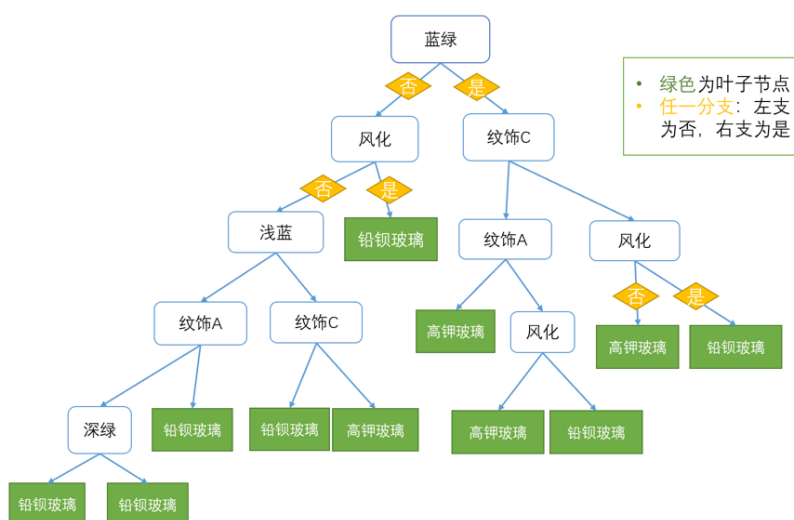 蓝绿
否
是
绿色为叶子节点
任一分支：左支
为否，右支为是
风化
纹饰C
否
是
浅蓝
铅钡玻璃
纹饰A
风化
否
是
纹饰A
纹饰C
高钾玻璃
风化
高钾玻璃
铅钡玻璃
深绿
铅钡玻璃
铅钡玻璃
高钾玻璃
高钾玻璃
铅钡玻璃
铅钡玻璃
铅钡玻璃